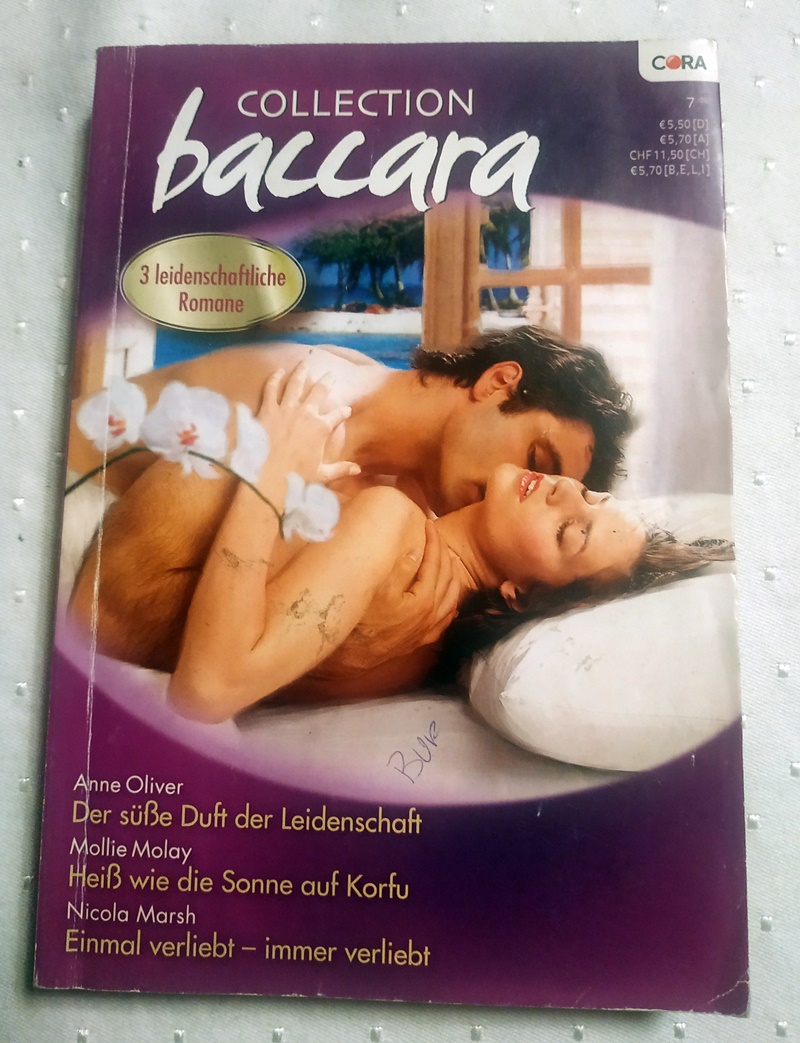 CORA
COLLECTION
baccara
7
€5,50[D]
€5,70[A]
CHF 11,50[CH]
€5,70[B,E,L,I]
3 leidenschaftliche
Romane
Anne Oliver
Der süße Duft der Leidenschaft
Mollie Molay
Heiß wie die Sonne auf Korfu
Nicola Marsh
Einmal verliebt – immer verliebt